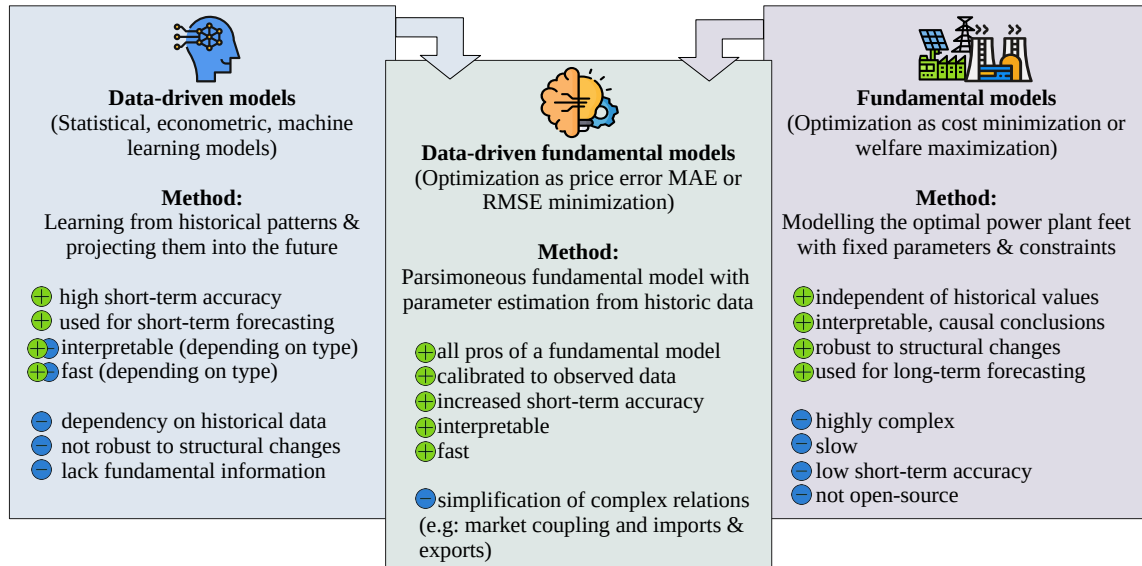 Data-driven models
(Statistical, econometric, machine
learning models)
Method:
Learning from historical patterns &
projecting them into the future
high short-term accuracy
used for short-term forecasting
interpretable (depending on type)
fast (depending on type)
dependency on historical data
not robust to structural changes
lack fundamental information
Data-driven fundamental models
(Optimization as price error MAE or
RMSE minimization)
Method:
Parsimoneous fundamental model with
parameter estimation from historic data
all pros of a fundamental model
calibrated to observed data
increased short-term accuracy
interpretable
fast
simplification of complex relations
(e.g: market coupling and imports &
exports)
Fundamental models
(Optimization as cost minimization or
welfare maximization)
Method:
Modelling the optimal power plant feet
with fixed parameters & constraints
independent of historical values
interpretable, causal conclusions
robust to structural changes
used for long-term forecasting
highly complex
slow
low short-term accuracy
not open-source